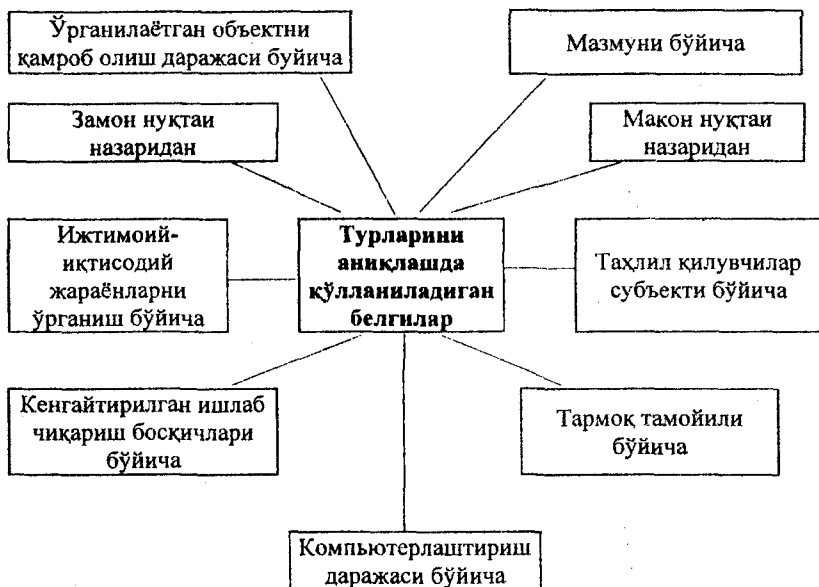 Ўрганилаётган объектни
қамроб олиш даражаси буйича
Мазмуни бўйича
Замон нуқтаи
назаридан
Макон нуқтаи
назаридан
Ижтимоий-
иқтисодий
жараёнларни
ўрганиш бўйича
Турларини
аниқлашда
қўлланиладиган
белгилар
Таҳлил қилувчилар
субъекти бўйича
Кенгайтирилган ишлаб
чиқариш босқичлари
бўйича
Тармоқ тамойили
бўйича
Компьютерлаштириш
даражаси бўйича